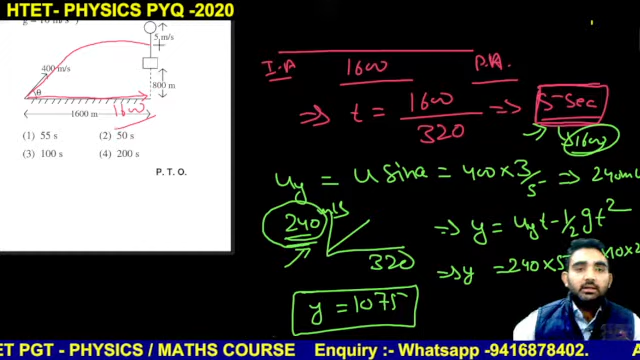 HTET- PHYSICS PYQ -2020
5 m/s
400 m/s
θ
800 m
1600 m
1600
(1) 55 s (2) 50 s
(3) 100 s (4) 200 s
P. T. O.
1600
⇒ t = 1600/320 ⇒ 5-sec
1600
uy = u sinα = 400 × 3/5 ⇒ 240
240 m/s
320
⇒ y = uyt - 1/2 gt²
⇒ y = 240×5
y = 1075
ET PGT - PHYSICS / MATHS COURSE Enquiry :- Whatsapp -9416878402.